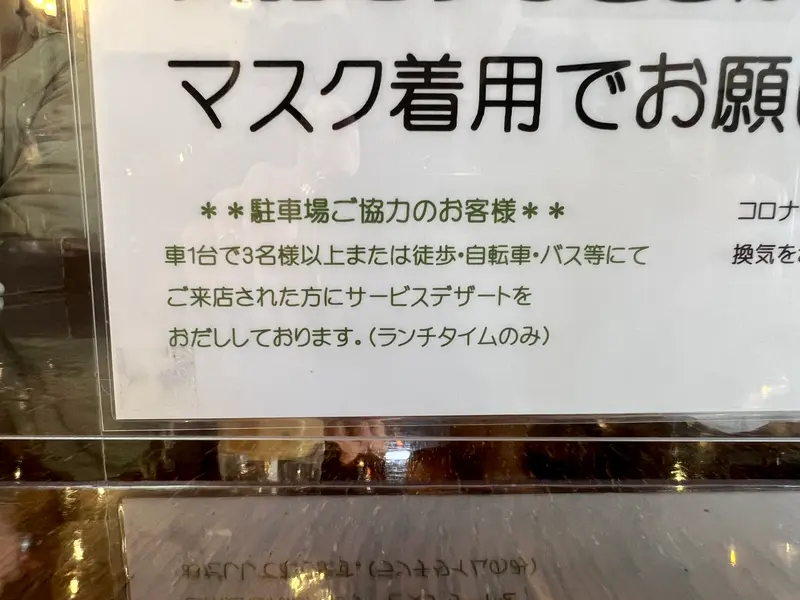 マスク着用でお願
**駐車場ご協力のお客様**
車1台で3名様以上または徒歩・自転車・バス等にて
ご来店された方にサービスデザートを
おだししております。(ランチタイムのみ)
コロナ
換気を